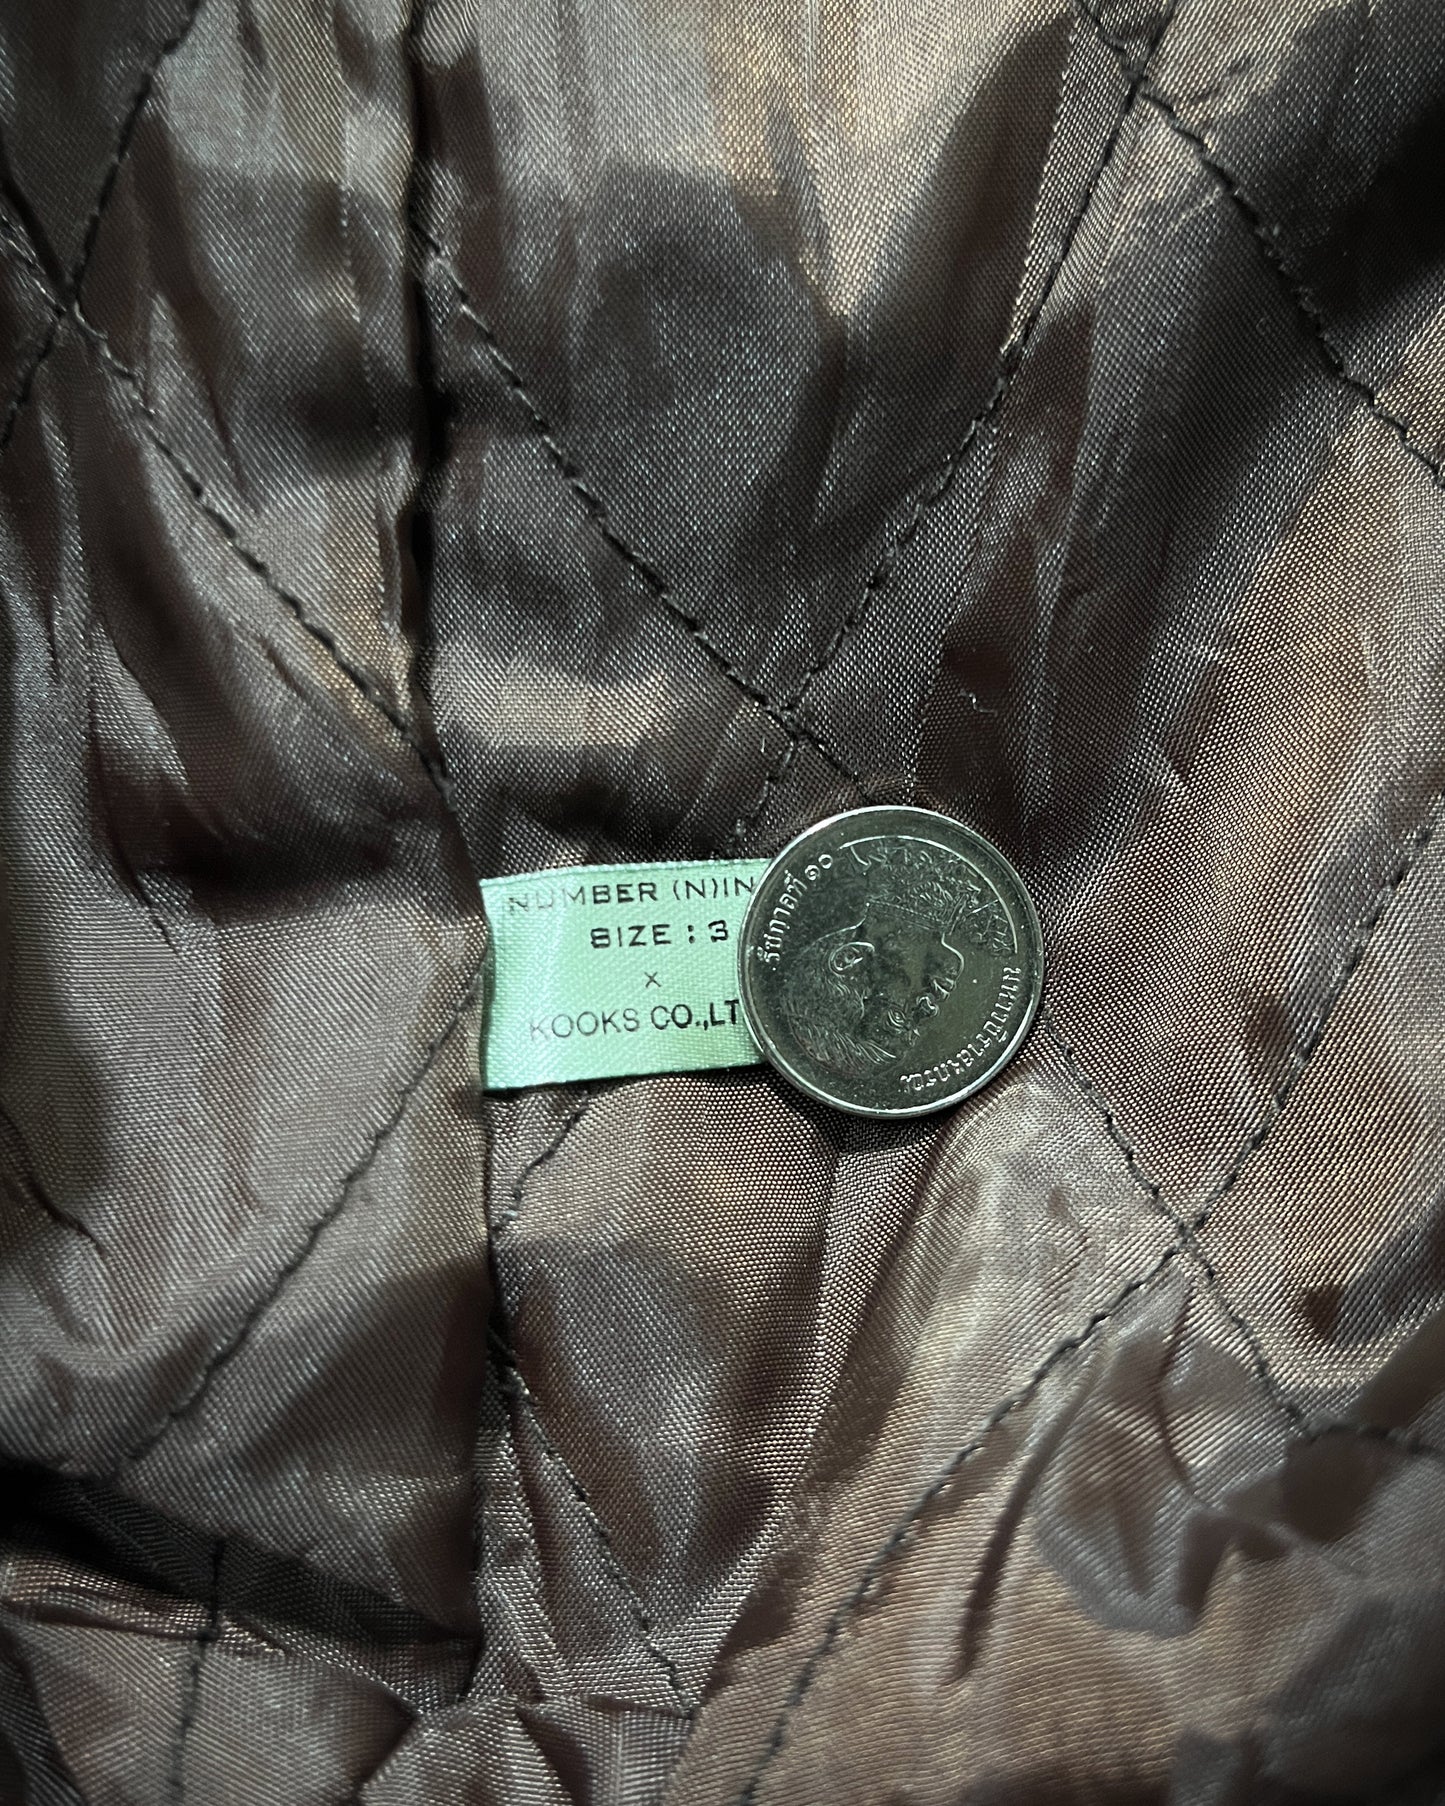 NUMBER (N)IN
SIZE : 3
x
KOOKS CO.,LT
รัชกาลที่ ๑๐
มหาวชิราลงกรณ